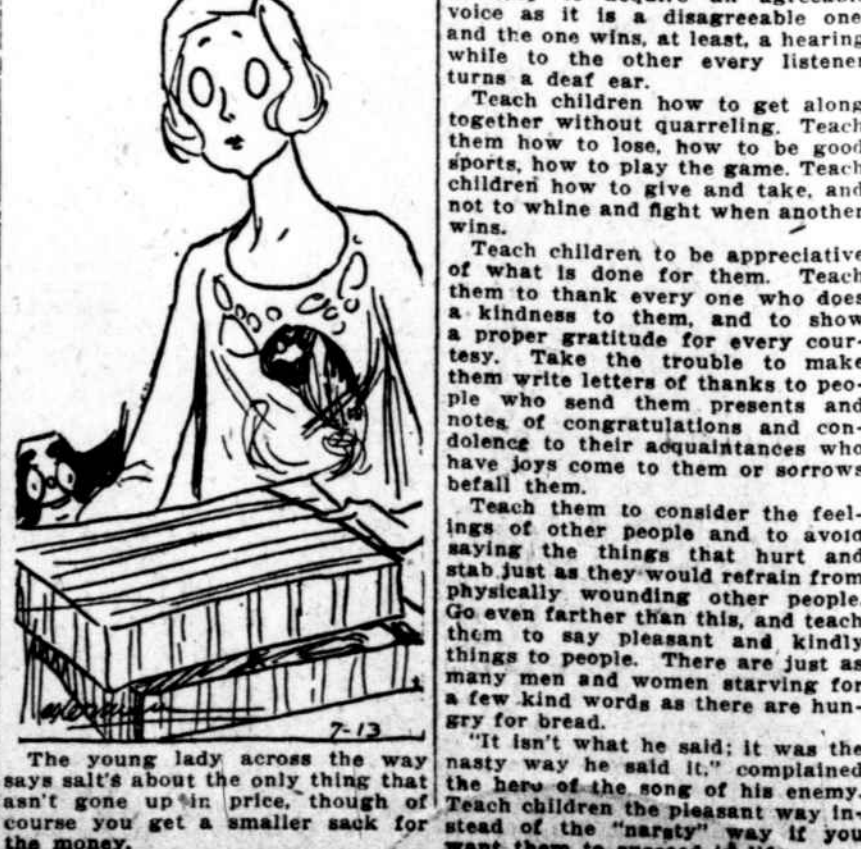 7-13
The young lady across the way
says salt's about the only thing that
asn't gone up in price, though of
course you get a smaller sack for
the money.
voice as it is a disagreeable one
and the one wins, at least, a hearing
while to the other every listener
turns a deaf ear.
Teach children how to get along
together without quarreling. Teach
them how to lose, how to be good
sports, how to play the game. Teach
children how to give and take, and
not to whine and fight when another
wins.
Teach children to be appreciative
of what is done for them. Teach
them to thank every one who does
a kindness to them, and to show
a proper gratitude for every cour-
tesy. Take the trouble to make
them write letters of thanks to peo-
ple who send them presents and
notes of congratulations and con-
dolence to their acquaintances who
have joys come to them or sorrows
befall them.
Teach them to consider the feel-
ings of other people and to avoid
saying the things that hurt and
stab just as they would refrain from
physically wounding other people.
Go even farther than this, and teach
them to say pleasant and kindly
things to people. There are just as
many men and women starving for
a few kind words as there are hun-
gry for bread.
"It isn't what he said; it was the
nasty way he said it," complained
the hero of the song of his enemy.
Teach children the pleasant way in-
stead of the "narsty" way if you
want them to